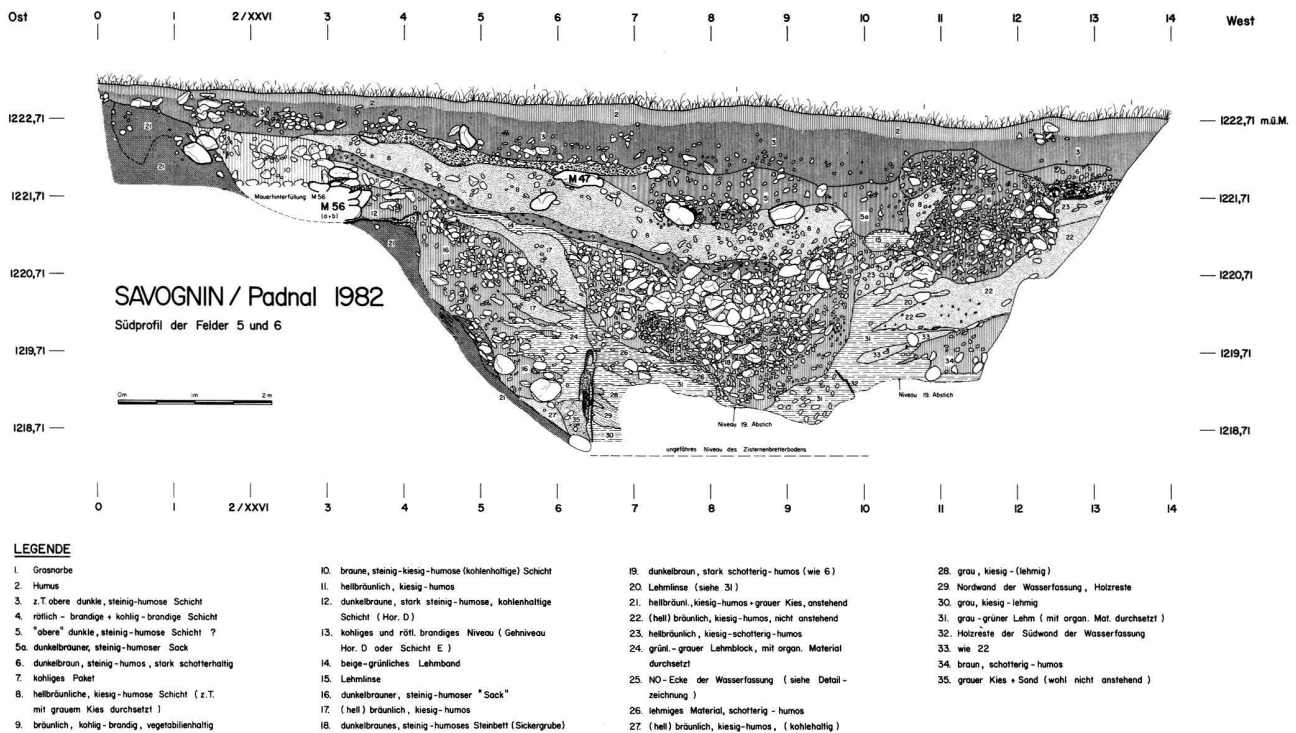 Ost
0 1 2/XXVI 3 4 5 6 7 8 9 10 11 12 13 14
West
1222,71
1222,71 m.ü.M.
1221,71
1221,71
1220,71
1220,71
1219,71
1219,71
1218,71
1218,71
M 47
Mauerhinterfüllung M 56
M 56
(a+b)
SAVOGNIN / Padnal 1982
Südprofil der Felder 5 und 6
0m 1m 2m
Niveau 19. Abstich
Niveau 19. Abstich
ungefähres Niveau des Zisternenbretterbodens
0 1 2/XXVI 3 4 5 6 7 8 9 10 11 12 13 14
LEGENDE
1. Grasnarbe
2. Humus
3. z.T. obere dunkle, steinig-humose Schicht
4. rötlich-brandige + kohlig-brandige Schicht
5. "obere" dunkle, steinig-humose Schicht ?
5a. dunkelbrauner, steinig-humoser Sack
6. dunkelbraun, steinig-humos, stark schotterhaltig
7. kohliges Paket
8. hellbräunliche, kiesig-humose Schicht (z.T.
mit grauem Kies durchsetzt)
9. bräunlich, kohlig-brandig, vegetabilienhaltig
10. braune, steinig-kiesig-humose (kohlenhaltige) Schicht
11. hellbräunlich, kiesig-humos
12. dunkelbraune, stark steinig-humose, kohlenhaltige
Schicht (Hor. D)
13. kohliges und rötl. brandiges Niveau (Gehniveau
Hor. D oder Schicht E)
14. beige-grünliches Lehmband
15. Lehmlinse
16. dunkelbrauner, steinig-humoser "Sack"
17. (hell) bräunlich, kiesig-humos
18. dunkelbraunes, steinig-humoses Steinbett (Sickergrube)
19. dunkelbraun, stark schotterig-humos (wie 6)
20. Lehmlinse (siehe 31)
21. hellbräunl., kiesig-humos + grauer Kies, anstehend
22. (hell) bräunlich, kiesig-humos, nicht anstehend
23. hellbräunlich, kiesig-schotterig-humos
24. grünl.-grauer Lehmblock, mit organ. Material
durchsetzt
25. NO-Ecke der Wasserfassung (siehe Detail-
zeichnung)
26. lehmiges Material, schotterig-humos
27. (hell) bräunlich, kiesig-humos, (kohlehaltig)
28. grau, kiesig-(lehmig)
29. Nordwand der Wasserfassung, Holzreste
30. grau, kiesig-lehmig
31. grau-grüner Lehm (mit organ. Mat. durchsetzt)
32. Holzreste der Südwand der Wasserfassung
33. wie 22
34. braun, schotterig-humos
35. grauer Kies + Sand (wohl nicht anstehend)